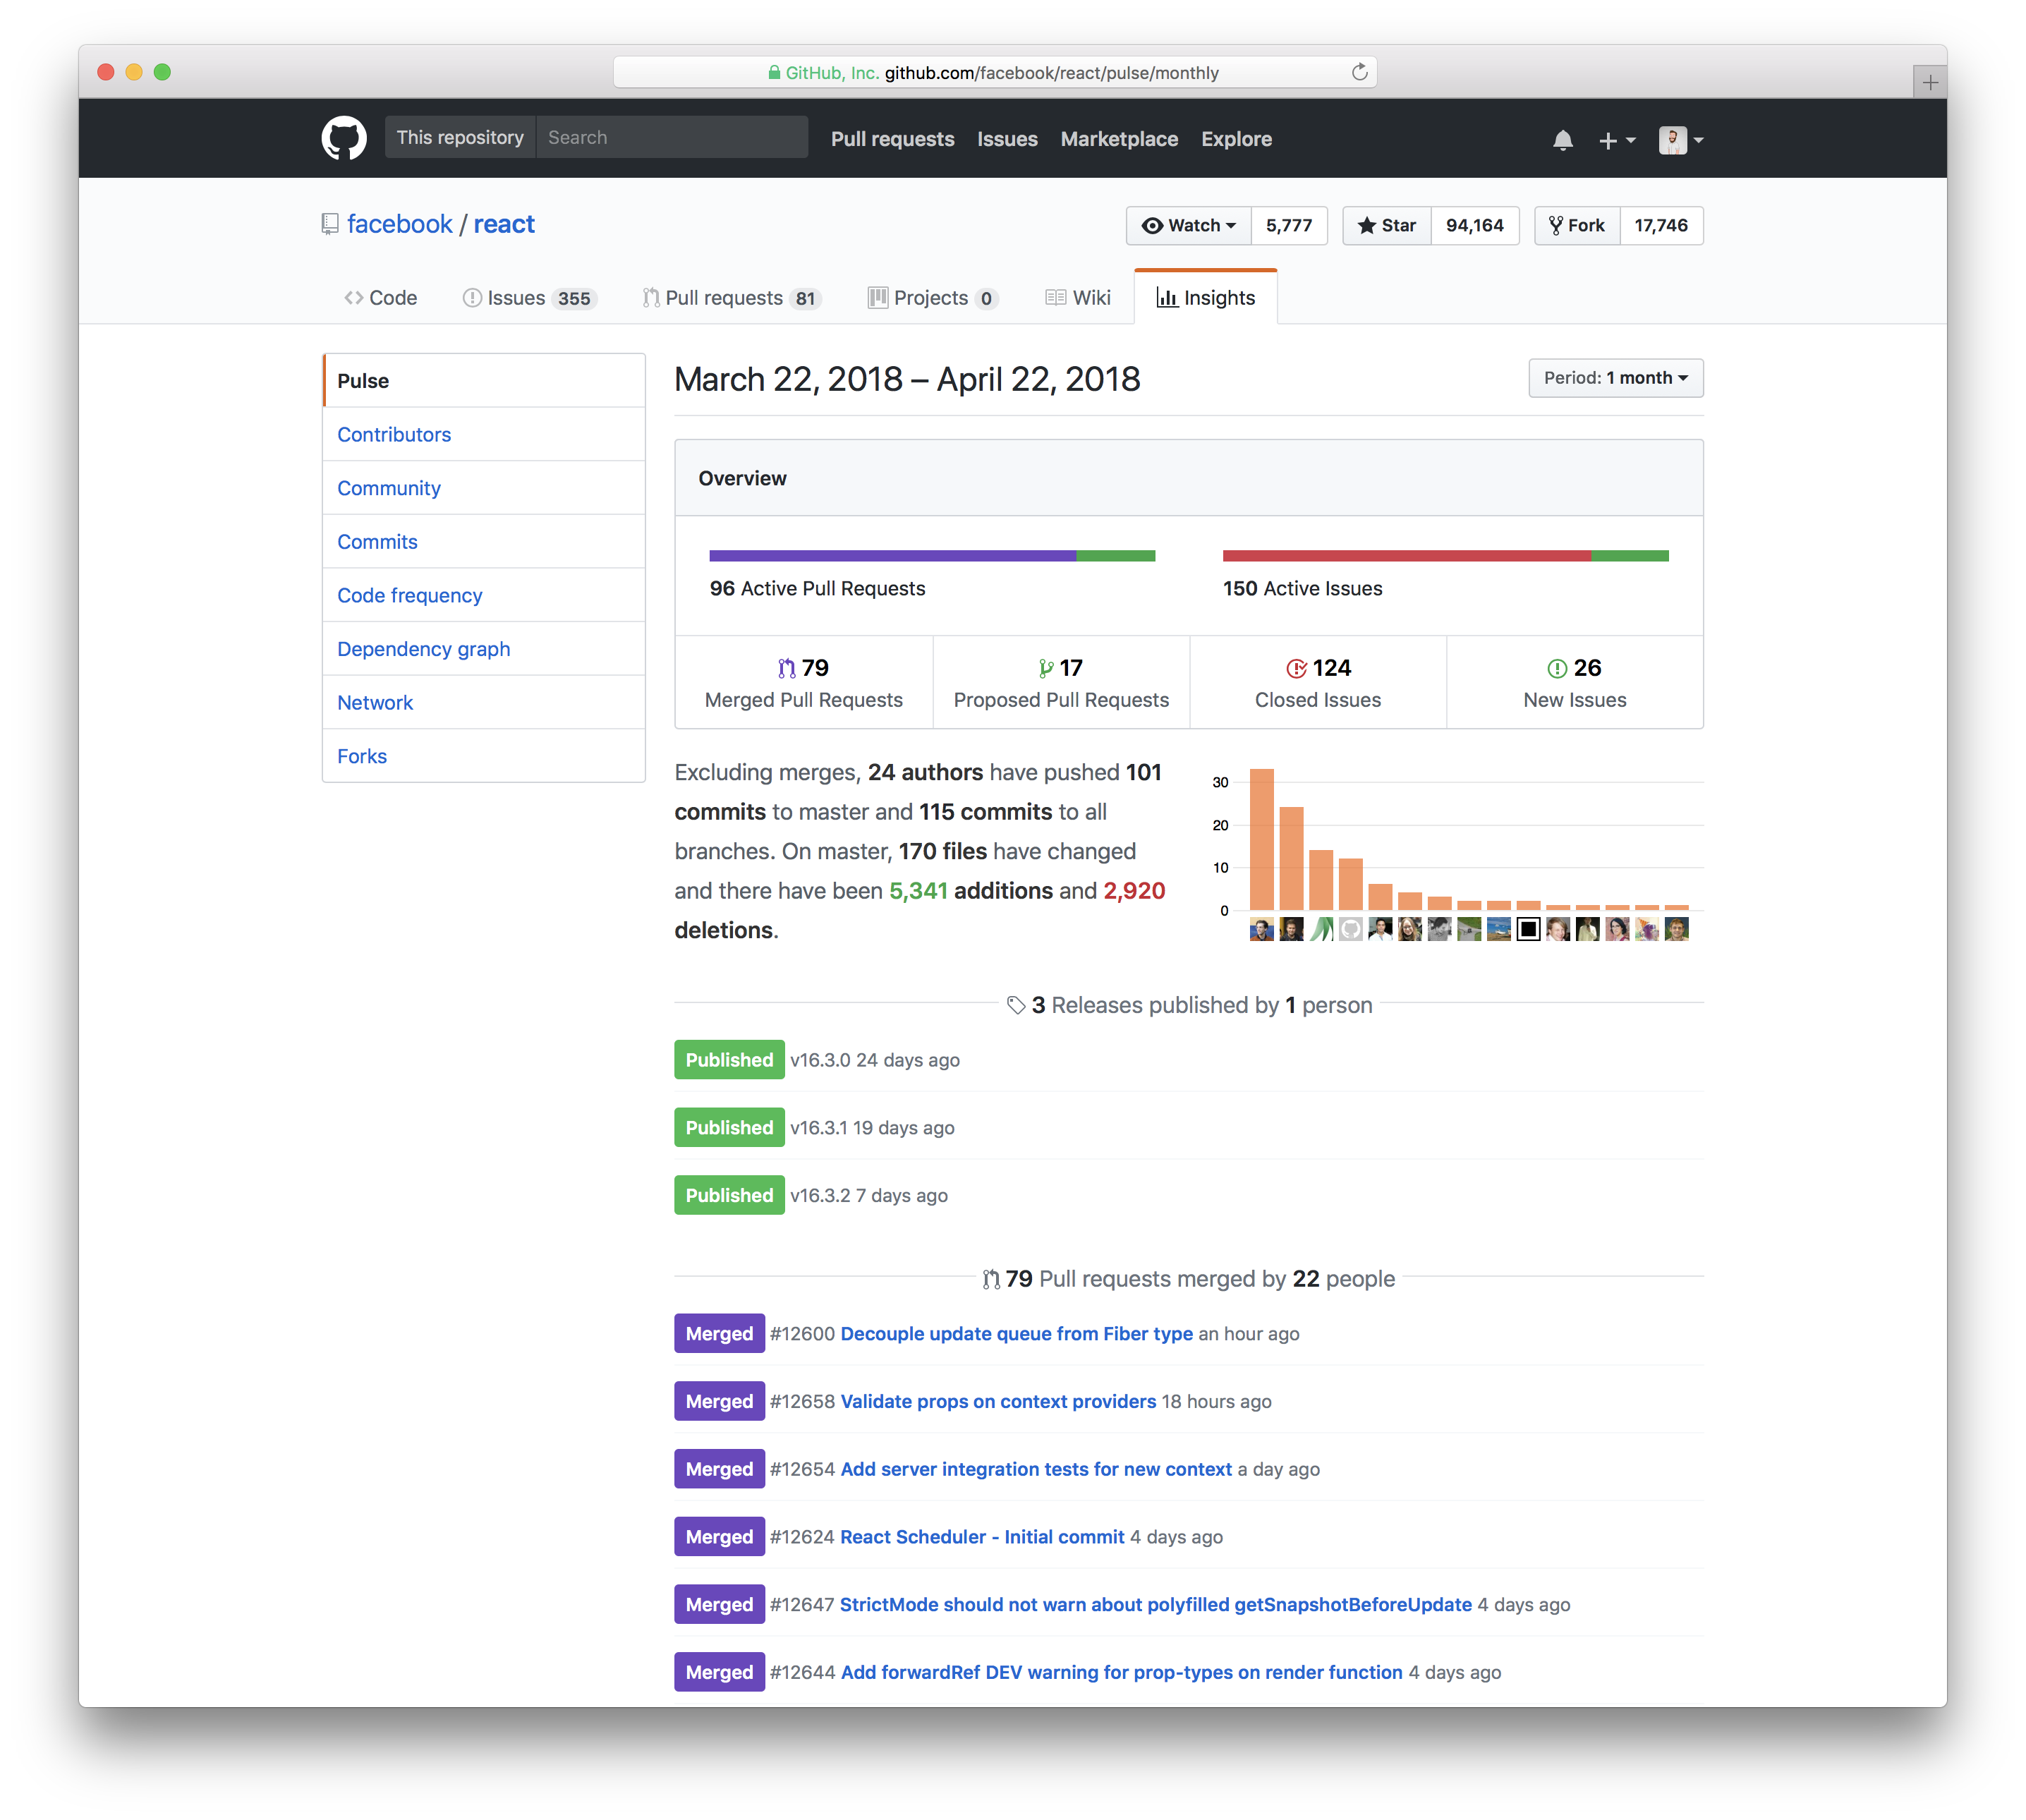 GitHub, Inc. github.com/facebook/react/pulse/monthly
This repository Search Pull requests Issues Marketplace Explore
facebook / react Watch 5,777 Star 94,164 Fork 17,746
Code Issues 355 Pull requests 81 Projects 0 Wiki Insights
Pulse
Contributors
Community
Commits
Code frequency
Dependency graph
Network
Forks
March 22, 2018 – April 22, 2018 Period: 1 month
Overview
96 Active Pull Requests 150 Active Issues
79 17 124 26
Merged Pull Requests Proposed Pull Requests Closed Issues New Issues
Excluding merges, 24 authors have pushed 101
commits to master and 115 commits to all
branches. On master, 170 files have changed
and there have been 5,341 additions and 2,920
deletions.
30
20
10
0
3 Releases published by 1 person
Published v16.3.0 24 days ago
Published v16.3.1 19 days ago
Published v16.3.2 7 days ago
79 Pull requests merged by 22 people
Merged #12600 Decouple update queue from Fiber type an hour ago
Merged #12658 Validate props on context providers 18 hours ago
Merged #12654 Add server integration tests for new context a day ago
Merged #12624 React Scheduler - Initial commit 4 days ago
Merged #12647 StrictMode should not warn about polyfilled getSnapshotBeforeUpdate 4 days ago
Merged #12644 Add forwardRef DEV warning for prop-types on render function 4 days ago